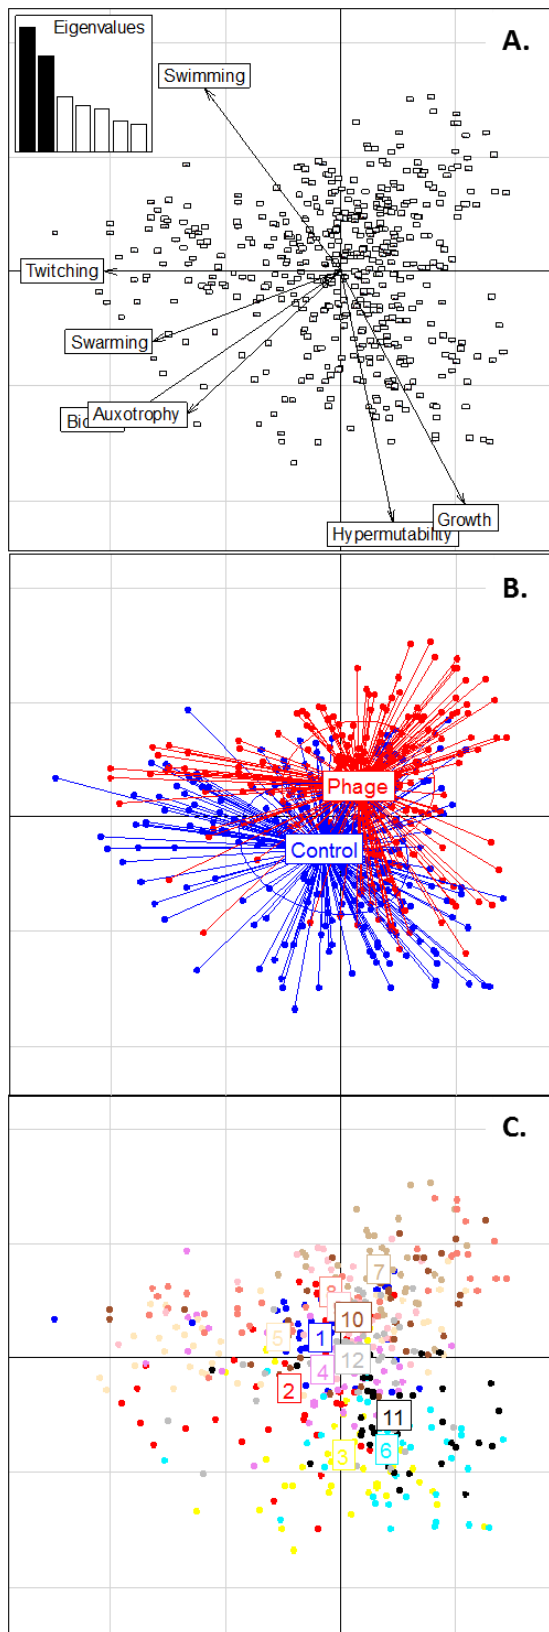 A.
Eigenvalues
Swimming
Twitching
Swarming
Auxotrophy
Growth
Hypermutability
B.
Phage
Control
C.
7
8
10
5
1
12
4
2
11
3
6